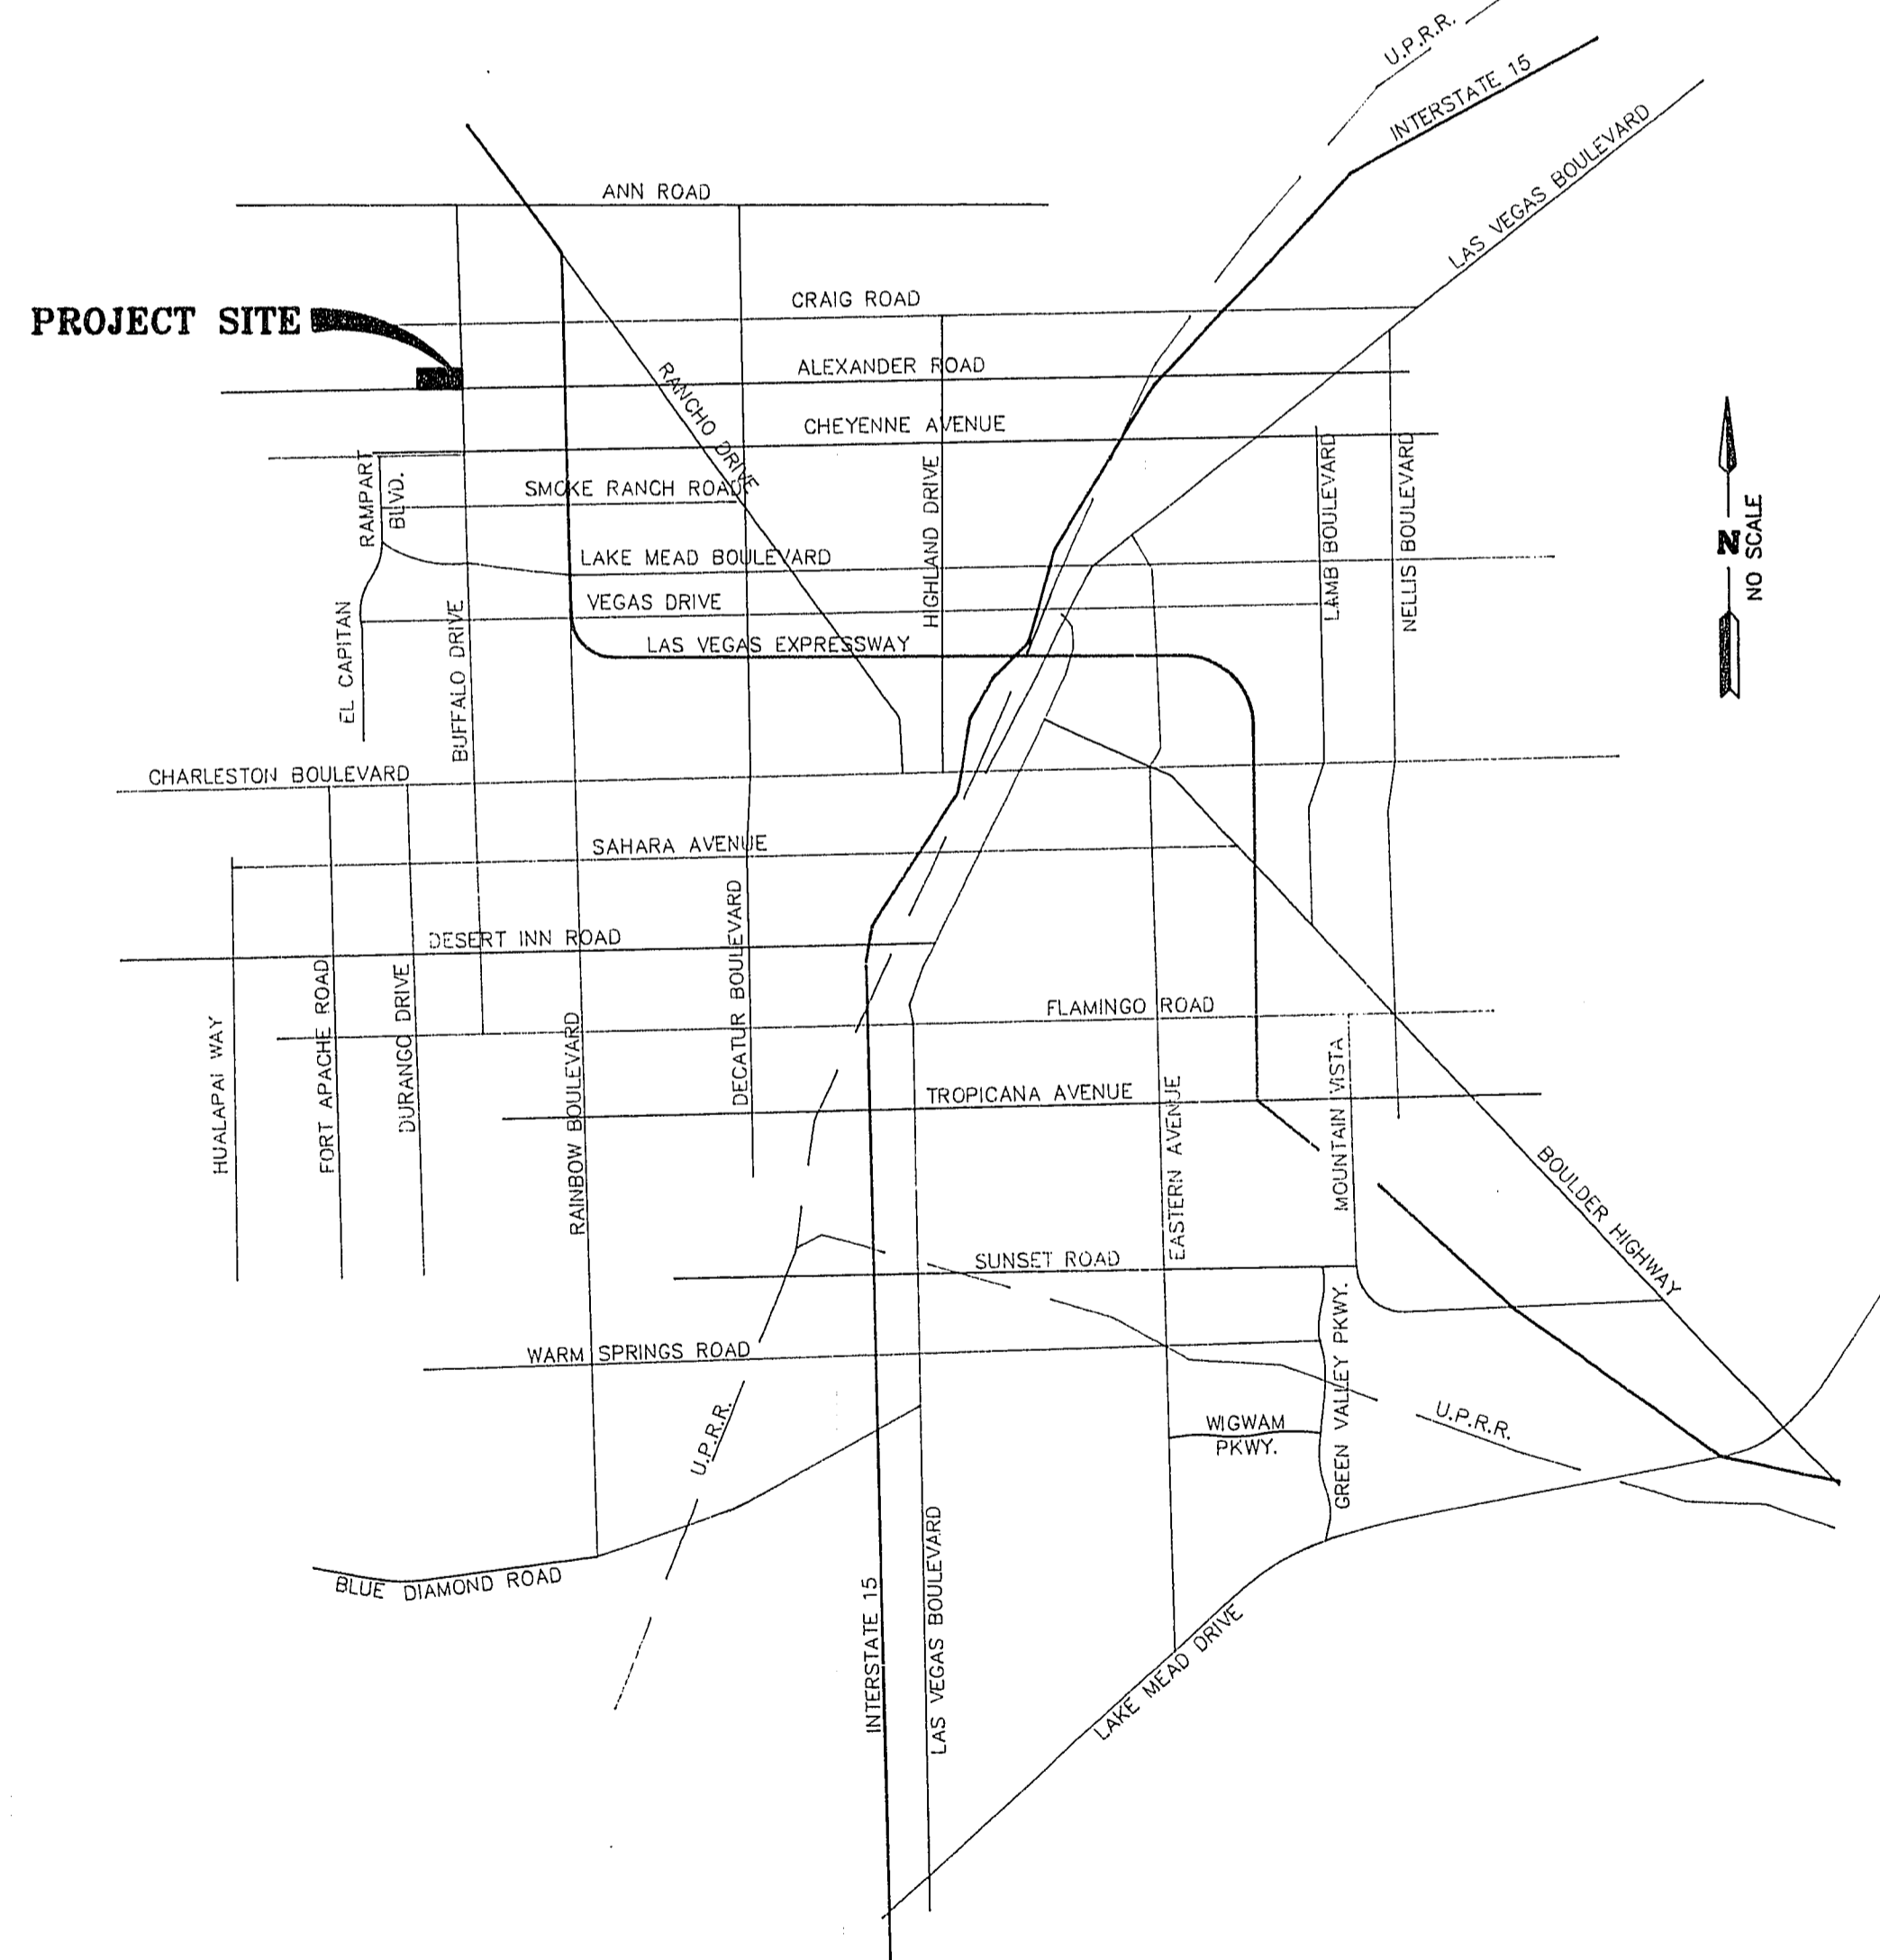 U.P.R.R.
INTERSTATE 15
LAS VEGAS BOULEVARD
ANN ROAD
CRAIG ROAD
PROJECT SITE
ALEXANDER ROAD
RANCHO DRIVE
CHEYENNE AVENUE
RAMPART
BLVD.
SMOKE RANCH ROAD
HIGHLAND DRIVE
LAMB BOULEVARD
NELLIS BOULEVARD
N
NO SCALE
LAKE MEAD BOULEVARD
VEGAS DRIVE
EL CAPITAN
BUFFALO DRIVE
LAS VEGAS EXPRESSWAY
CHARLESTON BOULEVARD
SAHARA AVENUE
DESERT INN ROAD
DECATUR BOULEVARD
HUALAPAI WAY
FORT APACHE ROAD
DURANGO DRIVE
RAINBOW BOULEVARD
FLAMINGO ROAD
TROPICANA AVENUE
EASTERN AVENUE
MOUNTAIN VISTA
BOULDER HIGHWAY
SUNSET ROAD
WARM SPRINGS ROAD
GREEN VALLEY PKWY.
U.P.R.R.
WIGWAM
PKWY.
U.P.R.R.
BLUE DIAMOND ROAD
INTERSTATE 15
LAS VEGAS BOULEVARD
LAKE MEAD DRIVE